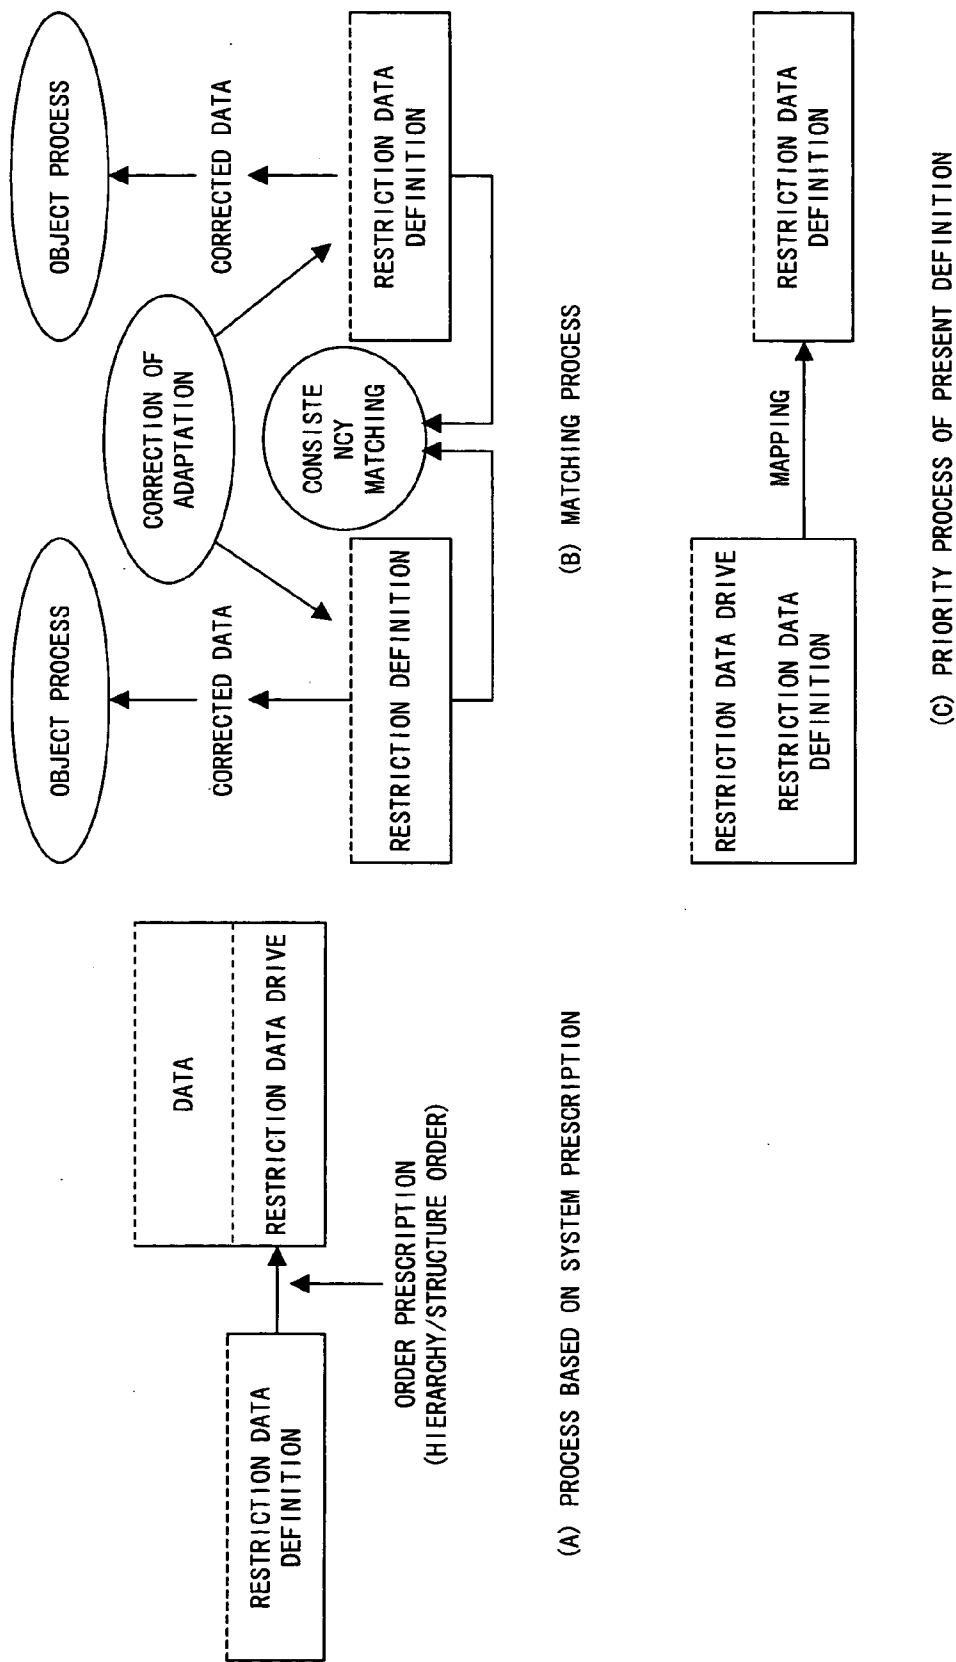 RESTRICTION DATA
DEFINITION
DATA
RESTRICTION DATA DRIVE
ORDER PRESCRIPTION
(HIERARCHY/STRUCTURE ORDER)
(A) PROCESS BASED ON SYSTEM PRESCRIPTION
OBJECT PROCESS
CORRECTED DATA
RESTRICTION DEFINITION
CORRECTION OF
ADAPTATION
CONSISTE
NCY
MATCHING
OBJECT PROCESS
CORRECTED DATA
RESTRICTION DATA
DEFINITION
(B) MATCHING PROCESS
RESTRICTION DATA DRIVE
RESTRICTION DATA
DEFINITION
MAPPING
RESTRICTION DATA
DEFINITION
(C) PRIORITY PROCESS OF PRESENT DEFINITION